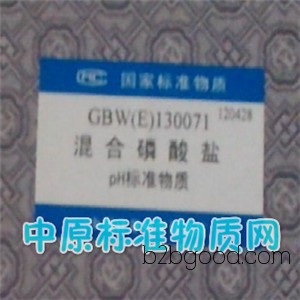 国家标准物质
GBW(E)130071
120428
混合磷酸盐
pH标准物质
中原标准物质网
b2bgood.com